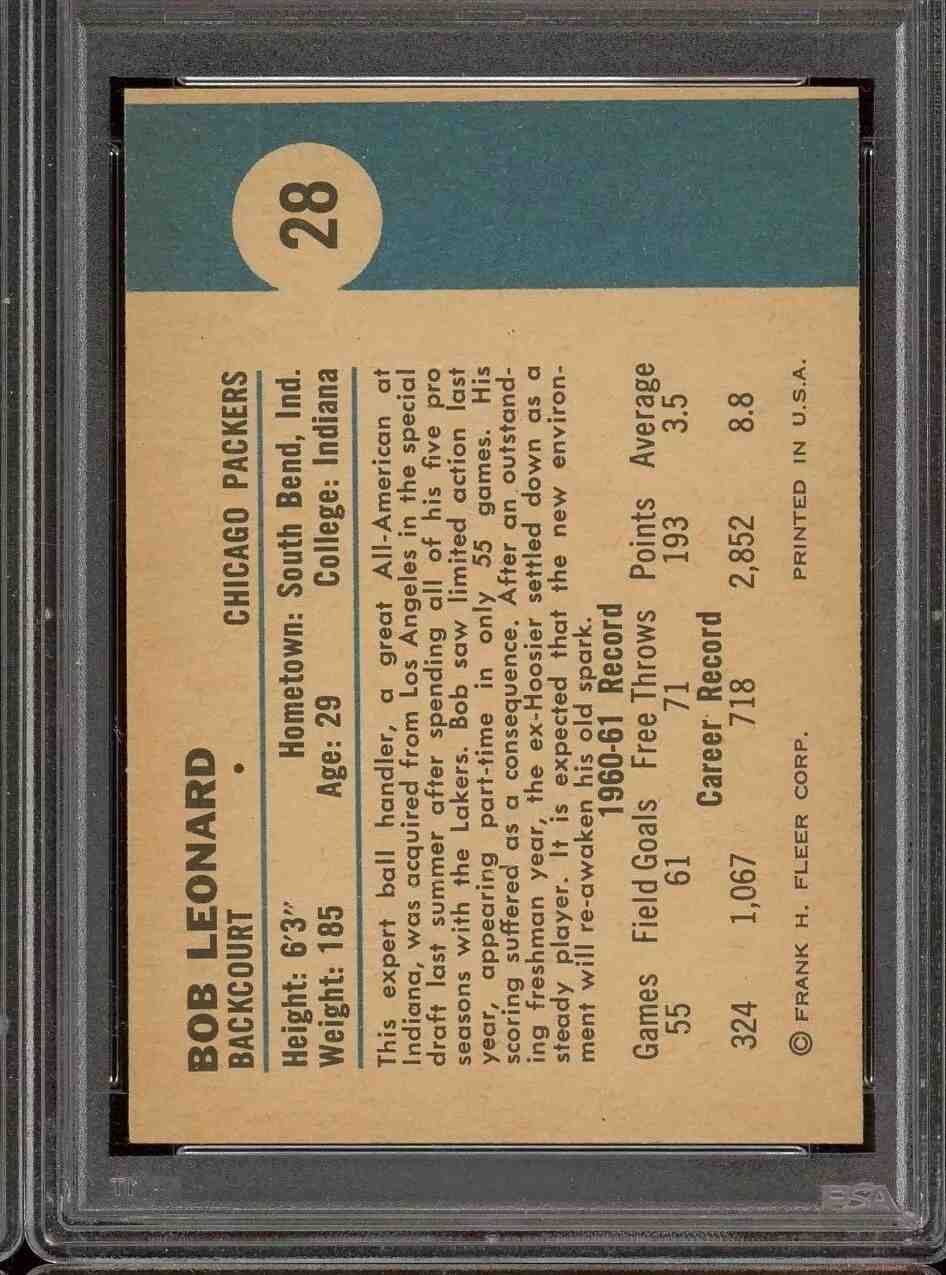 28
BOB LEONARD
BACKCOURT • CHICAGO PACKERS
Height: 6'3" Hometown: South Bend, Ind.
Weight: 185 Age: 29 College: Indiana
This expert ball handler, a great All-American at
Indiana, was acquired from Los Angeles in the special
draft last summer after spending all of his five pro
seasons with the Lakers. Bob saw limited action last
year, appearing part-time in only 55 games. His
scoring suffered as a consequence. After an outstand-
ing freshman year, the ex-Hoosier settled down as a
steady player. It is expected that the new environ-
ment will re-awaken his old spark.
1960-61 Record
Games Field Goals Free Throws Points Average
55 61 71 193 3.5
Career Record
324 1,067 718 2,852 8.8
© FRANK H. FLEER CORP. PRINTED IN U.S.A.
PSA